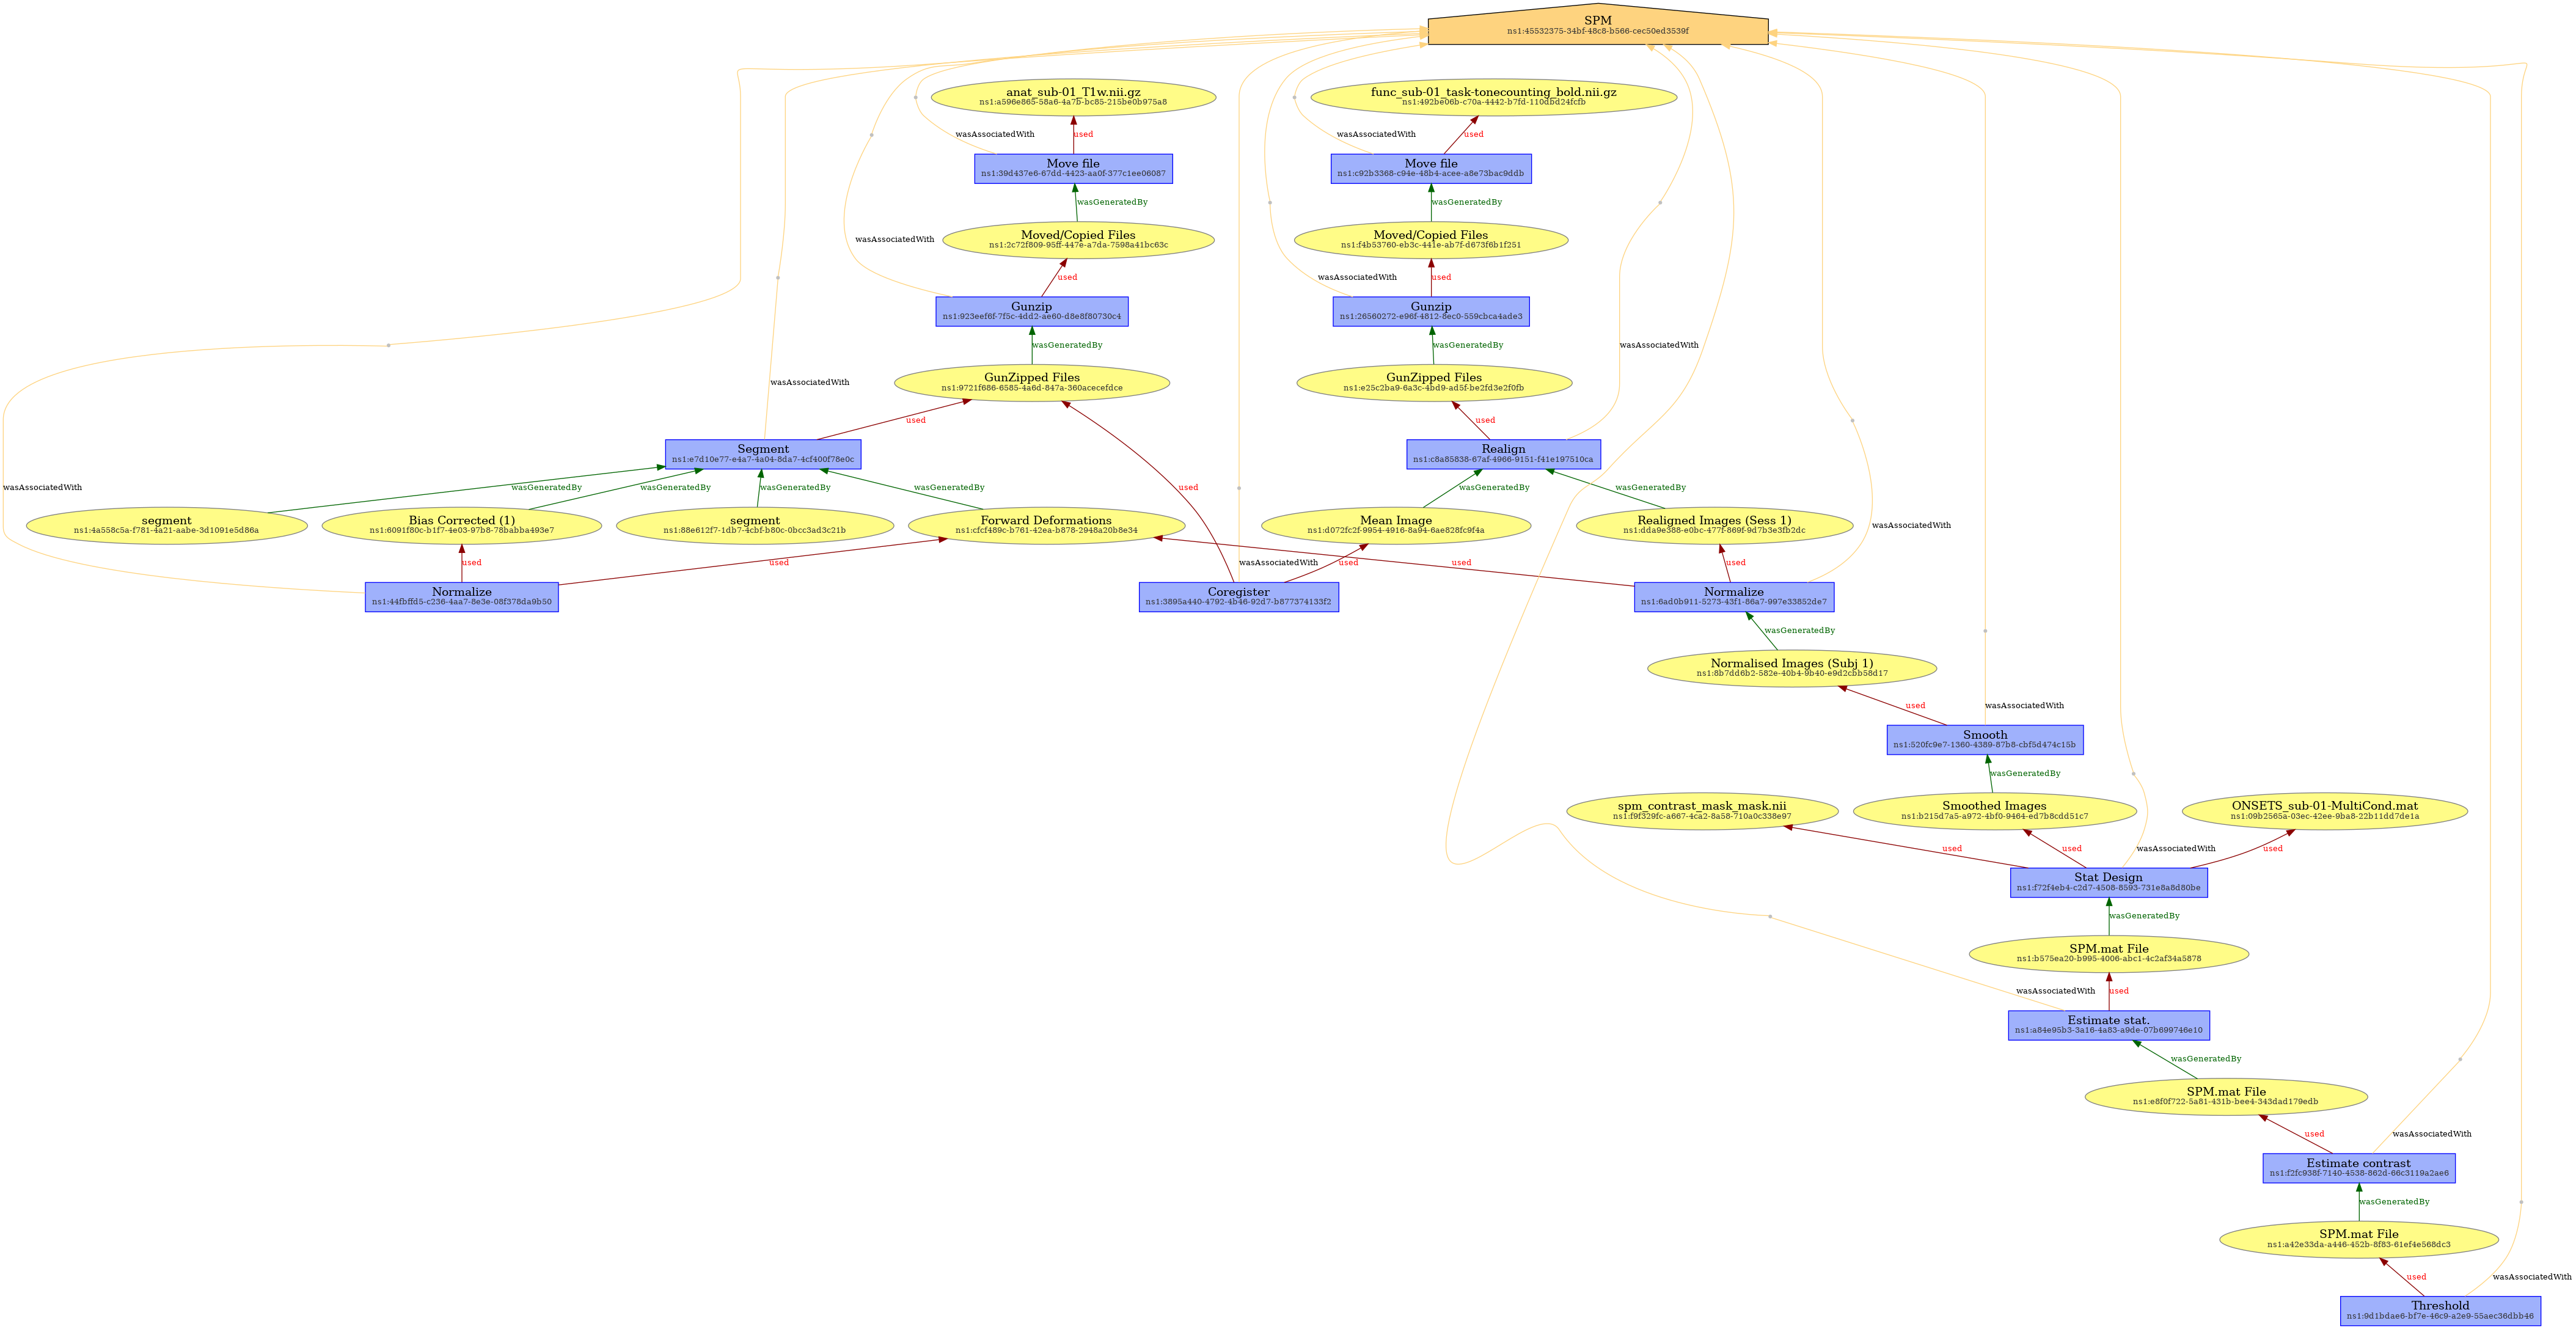 SPM
ns1:45532375-34bf-48c8-b566-cec50ed3539f
anat_sub-01_T1w.nii.gz
ns1:a596e865-58a6-4a7b-bc85-215be0b975a8
func_sub-01_task-tonecounting_bold.nii.gz
ns1:492be06b-c70a-4442-b7fd-110dbd24fcfb
wasAssociatedWith
used
wasAssociatedWith
used
Move file
ns1:39d437e6-67dd-4423-aa0f-377c1ee06087
Move file
ns1:c92b3368-c94e-48b4-acee-a8e73bac9ddb
wasGeneratedBy
wasGeneratedBy
Moved/Copied Files
ns1:2c72f809-95ff-447e-a7da-7598a41bc63c
Moved/Copied Files
ns1:f4b53760-eb3c-441e-ab7f-d673f6b1f251
wasAssociatedWith
used
wasAssociatedWith
used
Gunzip
ns1:923eef6f-7f5c-4dd2-ae60-d8e8f80730c4
Gunzip
ns1:26560272-e96f-4812-8ec0-559cbca4ade3
wasGeneratedBy
wasGeneratedBy
wasAssociatedWith
GunZipped Files
ns1:9721f686-6585-4a6d-847a-360acecefdce
GunZipped Files
ns1:e25c2ba9-6a3c-4bd9-ad5f-be2fd3e2f0fb
wasAssociatedWith
used
used
Segment
ns1:e7d10e77-e4a7-4a04-8da7-4cf400f78e0c
Realign
ns1:c8a85838-67af-4966-9151-f41e197510ca
wasAssociatedWith
wasGeneratedBy
wasGeneratedBy
wasGeneratedBy
wasGeneratedBy
used
wasGeneratedBy
wasGeneratedBy
segment
ns1:4a558c5a-f781-4a21-aabe-3d1091e5d86a
Bias Corrected (1)
ns1:6091f80c-b1f7-4e03-97b8-78babba493e7
segment
ns1:88e612f7-1db7-4cbf-b80c-0bcc3ad3c21b
Forward Deformations
ns1:cfcf489c-b761-42ea-b878-2948a20b8e34
Mean Image
ns1:d072fc2f-9954-4916-8a94-6ae828fc9f4a
Realigned Images (Sess 1)
ns1:dda9e388-e0bc-477f-869f-9d7b3e3fb2dc
wasAssociatedWith
used
used
wasAssociatedWith
used
used
used
Normalize
ns1:44fbffd5-c236-4aa7-8e3e-08f378da9b50
Coregister
ns1:3895a440-4792-4b46-92d7-b877374133f2
Normalize
ns1:6ad0b911-5273-43f1-86a7-997e33852de7
wasGeneratedBy
Normalised Images (Subj 1)
ns1:8b7dd6b2-582e-40b4-9b40-e9d2cbb58d17
used
wasAssociatedWith
Smooth
ns1:520fc9e7-1360-4389-87b8-cbf5d474c15b
wasGeneratedBy
spm_contrast_mask_mask.nii
ns1:f9f329fc-a667-4ca2-8a58-710a0c338e97
Smoothed Images
ns1:b215d7a5-a972-4bf0-9464-ed7b8cdd51c7
ONSETS_sub-01-MultiCond.mat
ns1:09b2565a-03ec-42ee-9ba8-22b11dd7de1a
used
used
wasAssociatedWith
used
Stat Design
ns1:f72f4eb4-c2d7-4508-8593-731e8a8d80be
wasGeneratedBy
SPM.mat File
ns1:b575ea20-b995-4006-abc1-4c2af34a5878
wasAssociatedWith
used
Estimate stat.
ns1:a84e95b3-3a16-4a83-a9de-07b699746e10
wasGeneratedBy
SPM.mat File
ns1:e8f0f722-5a81-431b-bee4-343dad179edb
used
wasAssociatedWith
Estimate contrast
ns1:f2fc938f-7140-4538-862d-66c3119a2ae6
wasGeneratedBy
SPM.mat File
ns1:a42e33da-a446-452b-8f83-61ef4e568dc3
used
wasAssociatedWith
Threshold
ns1:9d1bdae6-bf7e-46c9-a2e9-55aec36dbb46